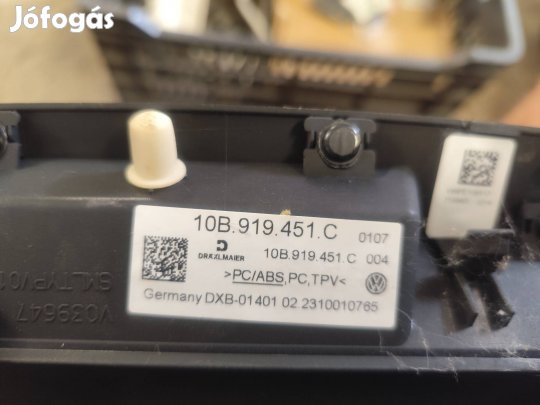 Jófogás
10B.919.451.C 0107
DRÄXLMAIER 10B.919.451.C 004
>PC/ABS,PC,TPV<
Germany DXB-01401 02 2310010765
V039647